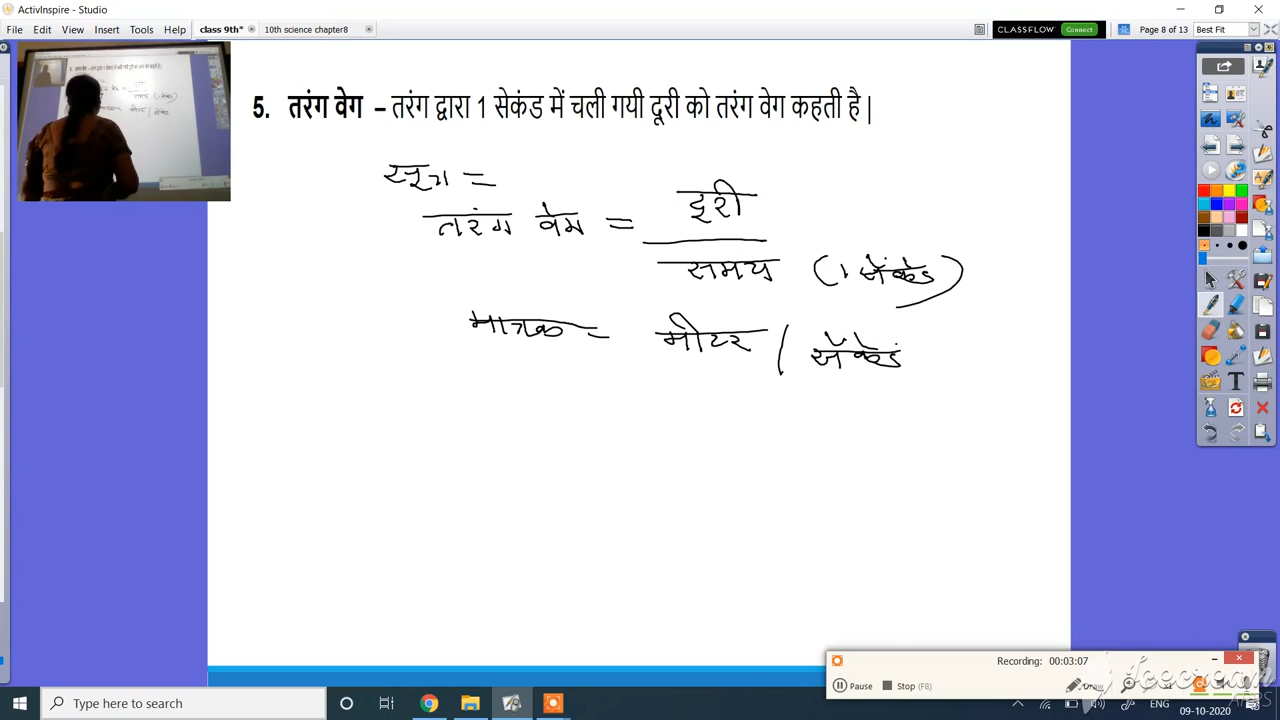 ActivInspire - Studio
File Edit View Insert Tools Help
class 9th*
10th science chapter8
CLASSFLOW Connect
Page 8 of 13
Best Fit
5. तरंग वेग – तरंग द्वारा 1 सेकंड में चली गयी दूरी को तरंग वेग कहती है |
सूत्र =
तरंग वेग = दूरी
समय (1 सेकेंड)
मात्रक = मीटर / सेकेंड
Recording: 00:03:07
Pause
Stop (F8)
Draw
Type here to search
ENG
09-10-2020